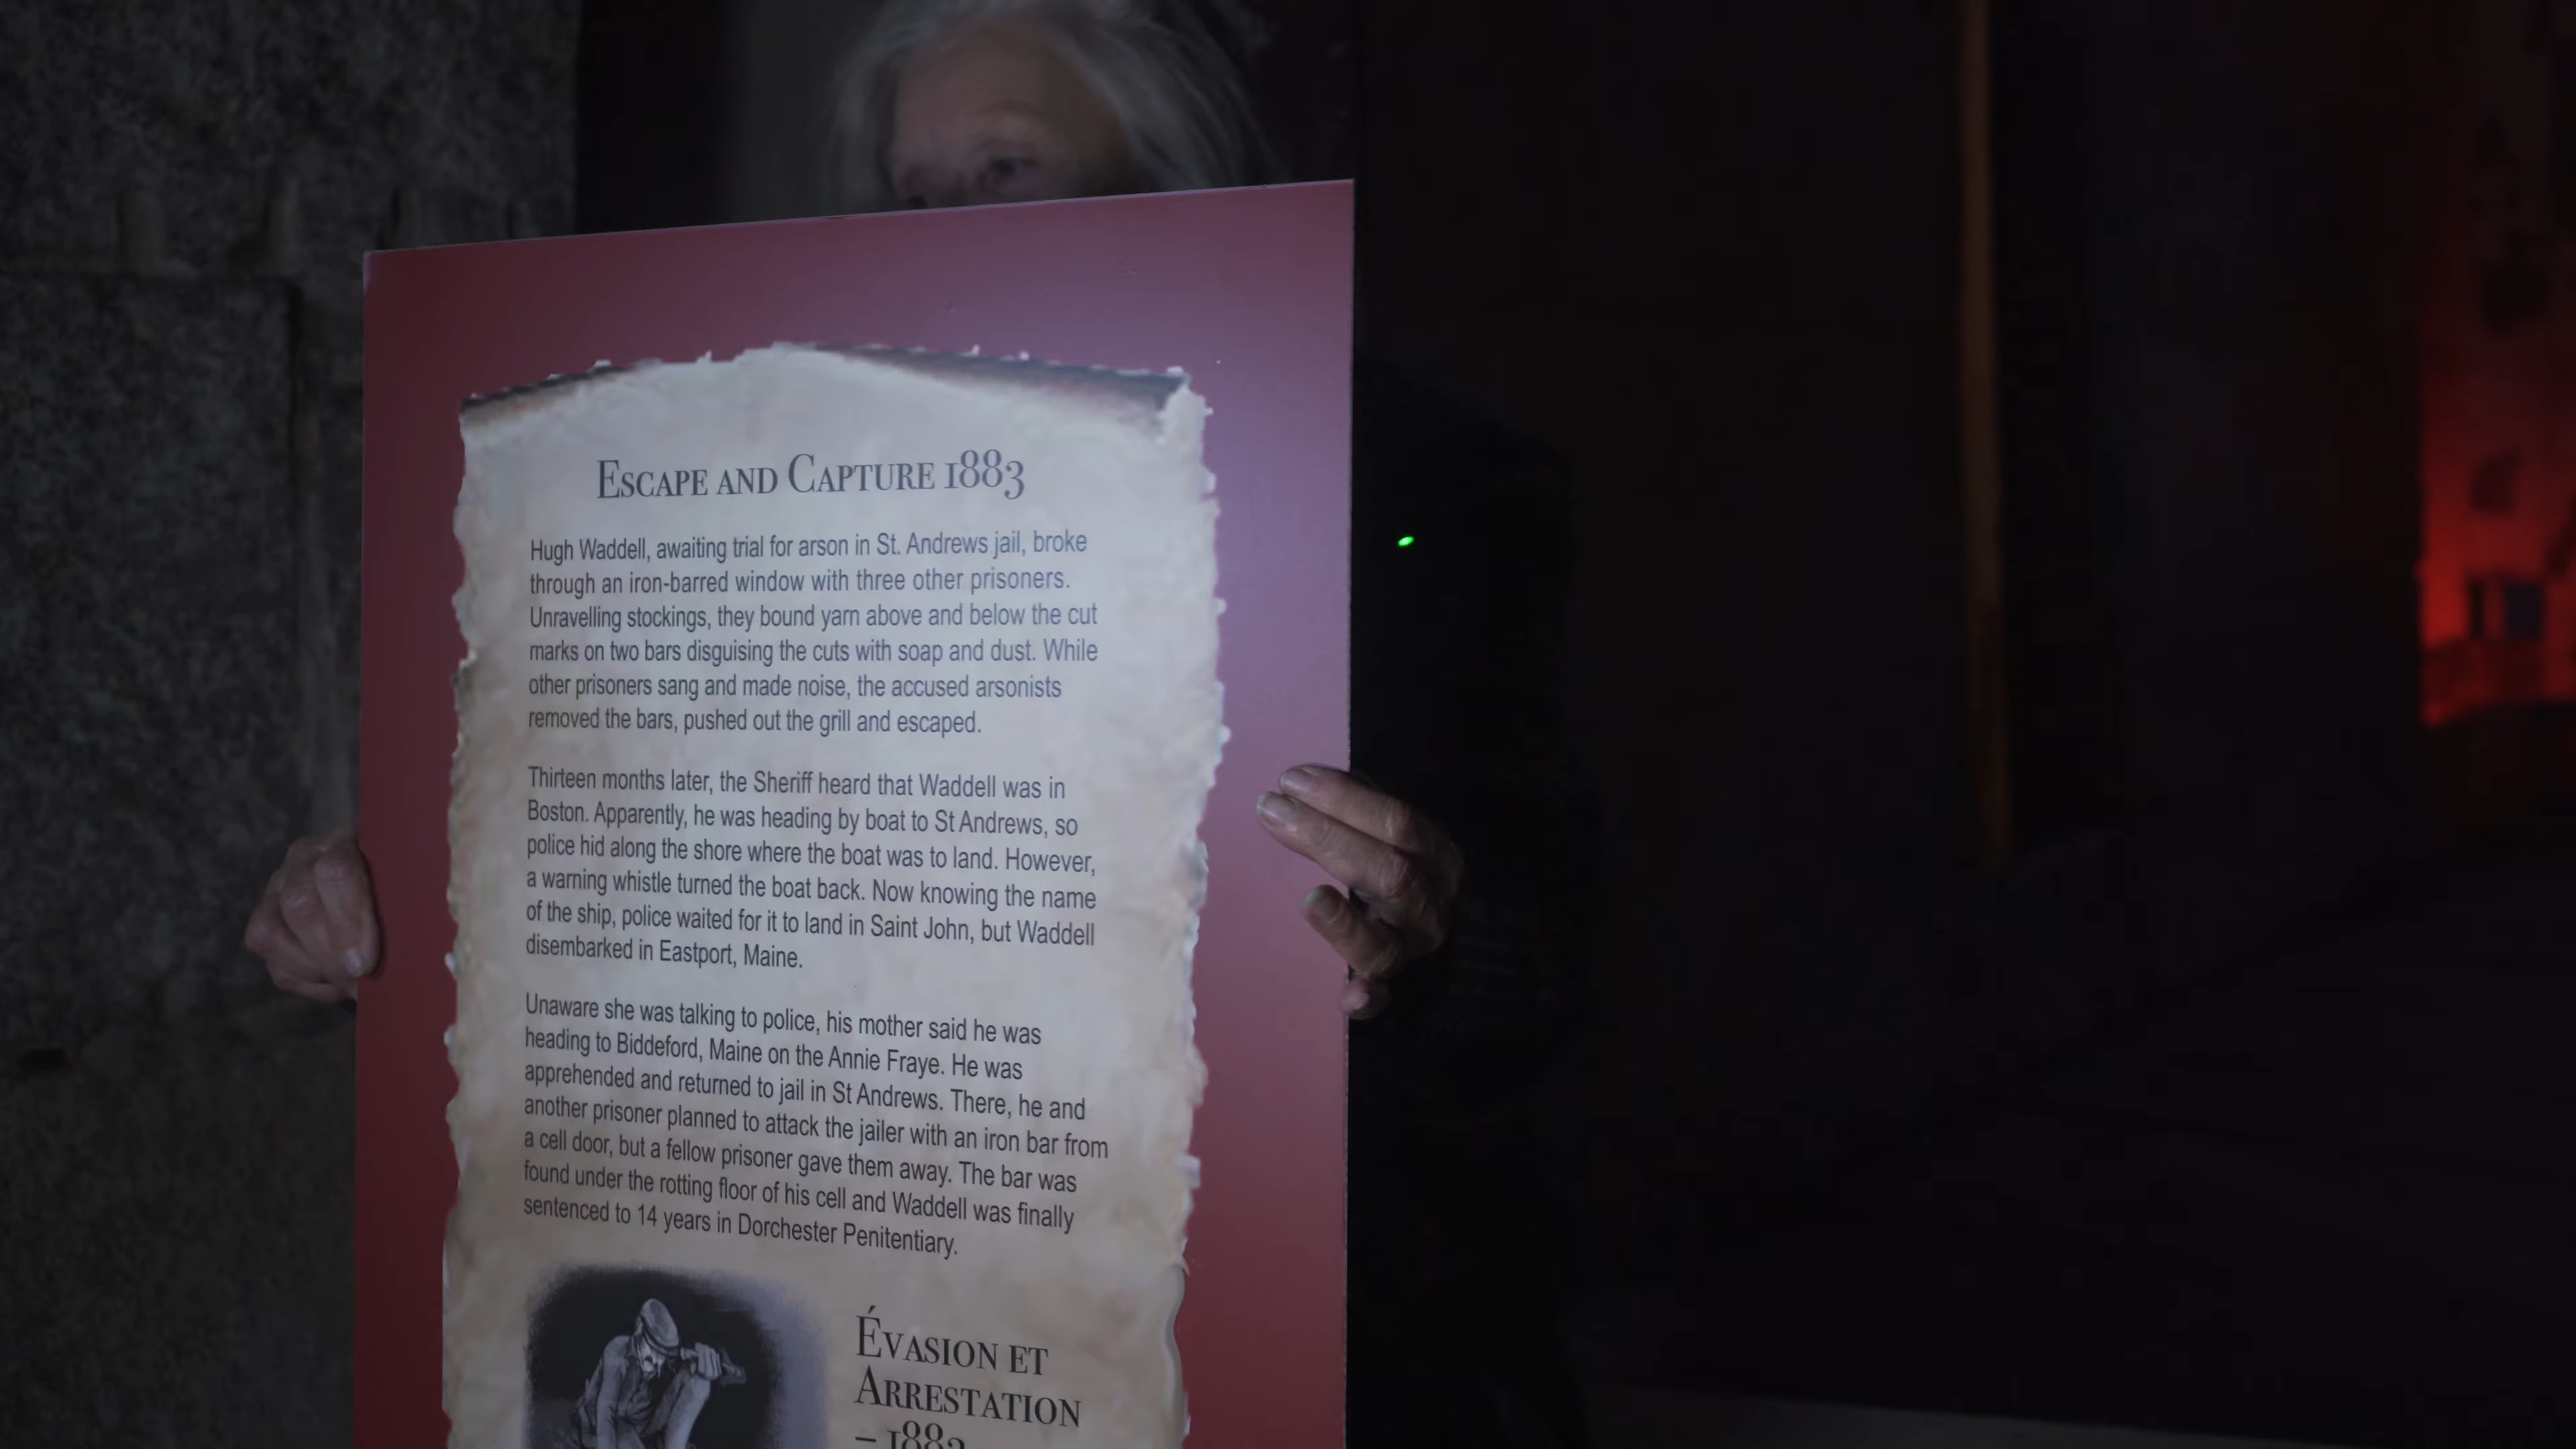 Escape and Capture 1883
Hugh Waddell, awaiting trial for arson in St. Andrews jail, broke
through an iron-barred window with three other prisoners.
Unravelling stockings, they bound yarn above and below the cut
marks on two bars disguising the cuts with soap and dust. While
other prisoners sang and made noise, the accused arsonists
removed the bars, pushed out the grill and escaped.
Thirteen months later, the Sheriff heard that Waddell was in
Boston. Apparently, he was heading by boat to St Andrews, so
police hid along the shore where the boat was to land. However,
a warning whistle turned the boat back. Now knowing the name
of the ship, police waited for it to land in Saint John, but Waddell
disembarked in Eastport, Maine.
Unaware she was talking to police, his mother said he was
heading to Biddeford, Maine on the Annie Fraye. He was
apprehended and returned to jail in St Andrews. There, he and
another prisoner planned to attack the jailer with an iron bar from
a cell door, but a fellow prisoner gave them away. The bar was
found under the rotting floor of his cell and Waddell was finally
sentenced to 14 years in Dorchester Penitentiary.
Évasion et
Arrestation
– 1883